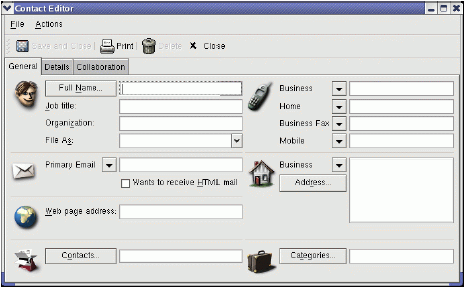 Contact Editor
File Actions
Save and Close Print Delete Close
General Details Collaboration
Full Name... Business
Job title: Home
Organization: Business Fax
File As: Mobile
Primary Email Business
Wants to receive HTML mail Address...
Web page address:
Contacts... Categories...